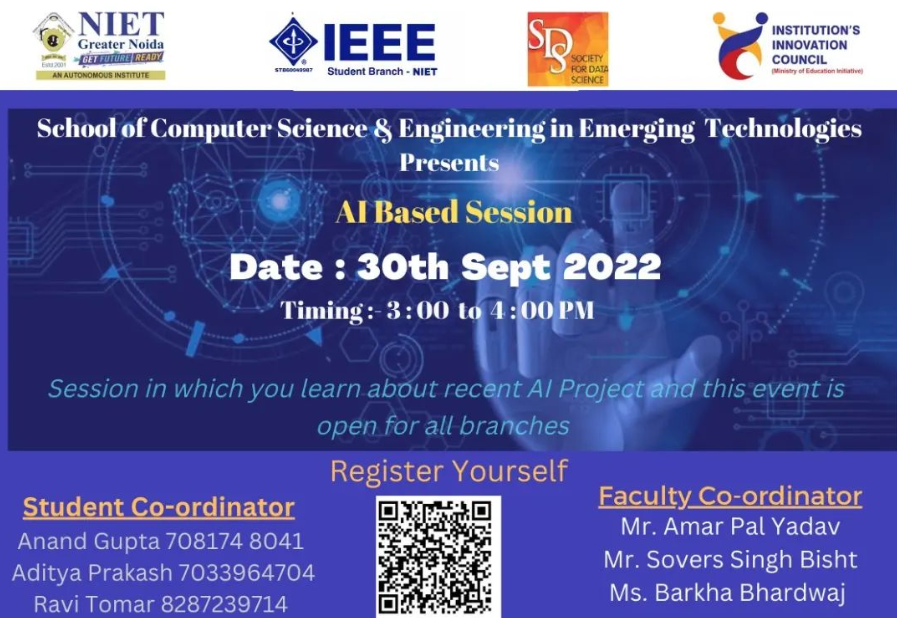 NIET
Greater Noida
Estd.2001
GET FUTURE READY
AN AUTONOMOUS INSTITUTE
IEEE
STB60540987
Student Branch - NIET
SDS
SOCIETY
FOR DATA
SCIENCE
INSTITUTION'S
INNOVATION
COUNCIL
(Ministry of Education Initiative)
School of Computer Science & Engineering in Emerging Technologies
Presents
AI Based Session
Date : 30th Sept 2022
Timing :- 3 : 00 to 4 : 00 PM
Session in which you learn about recent AI Project and this event is
open for all branches
Register Yourself
Student Co-ordinator
Anand Gupta 708174 8041
Aditya Prakash 7033964704
Ravi Tomar 8287239714
Faculty Co-ordinator
Mr. Amar Pal Yadav
Mr. Sovers Singh Bisht
Ms. Barkha Bhardwaj